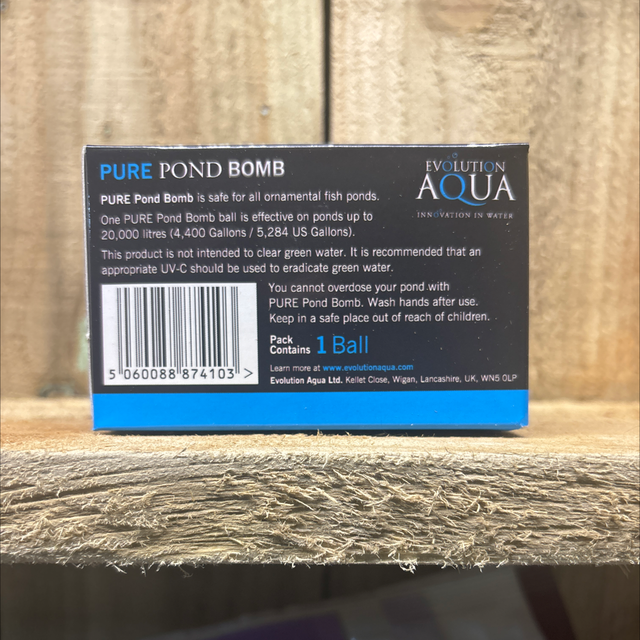 PURE POND BOMB
EVOLUTION
AQUA
INNOVATION IN WATER
PURE Pond Bomb is safe for all ornamental fish ponds.
One PURE Pond Bomb ball is effective on ponds up to
20,000 litres (4,400 Gallons / 5,284 US Gallons).
This product is not intended to clear green water. It is recommended that an
appropriate UV-C should be used to eradicate green water.
You cannot overdose your pond with
PURE Pond Bomb. Wash hands after use.
Keep in a safe place out of reach of children.
Pack
Contains 1 Ball
Learn more at www.evolutionaqua.com
Evolution Aqua Ltd. Kellet Close, Wigan, Lancashire, UK, WN5 0LP
5 060088 874103 >